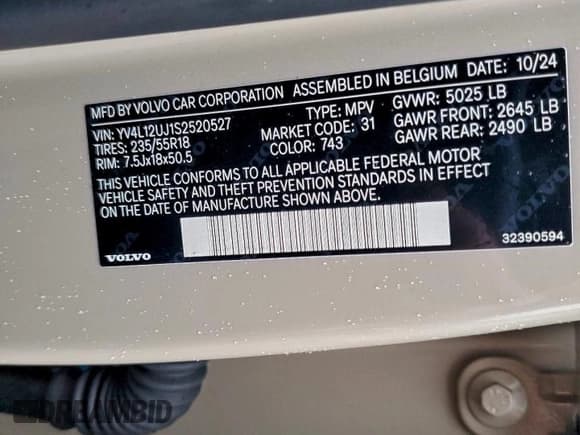 MFD BY VOLVO CAR CORPORATION ASSEMBLED IN BELGIUM DATE: 10/24
VIN: YV4L12UJ1S2520527 TYPE: MPV GVWR: 5025 LB
TIRES: 235/55R18 MARKET CODE: 31 GAWR FRONT: 2645 LB
RIM: 7.5Jx18x50.5 COLOR: 743 GAWR REAR: 2490 LB
THIS VEHICLE CONFORMS TO ALL APPLICABLE FEDERAL MOTOR
VEHICLE SAFETY AND THEFT PREVENTION STANDARDS IN EFFECT
ON THE DATE OF MANUFACTURE SHOWN ABOVE.
VOLVO 32390594
DREAMBID